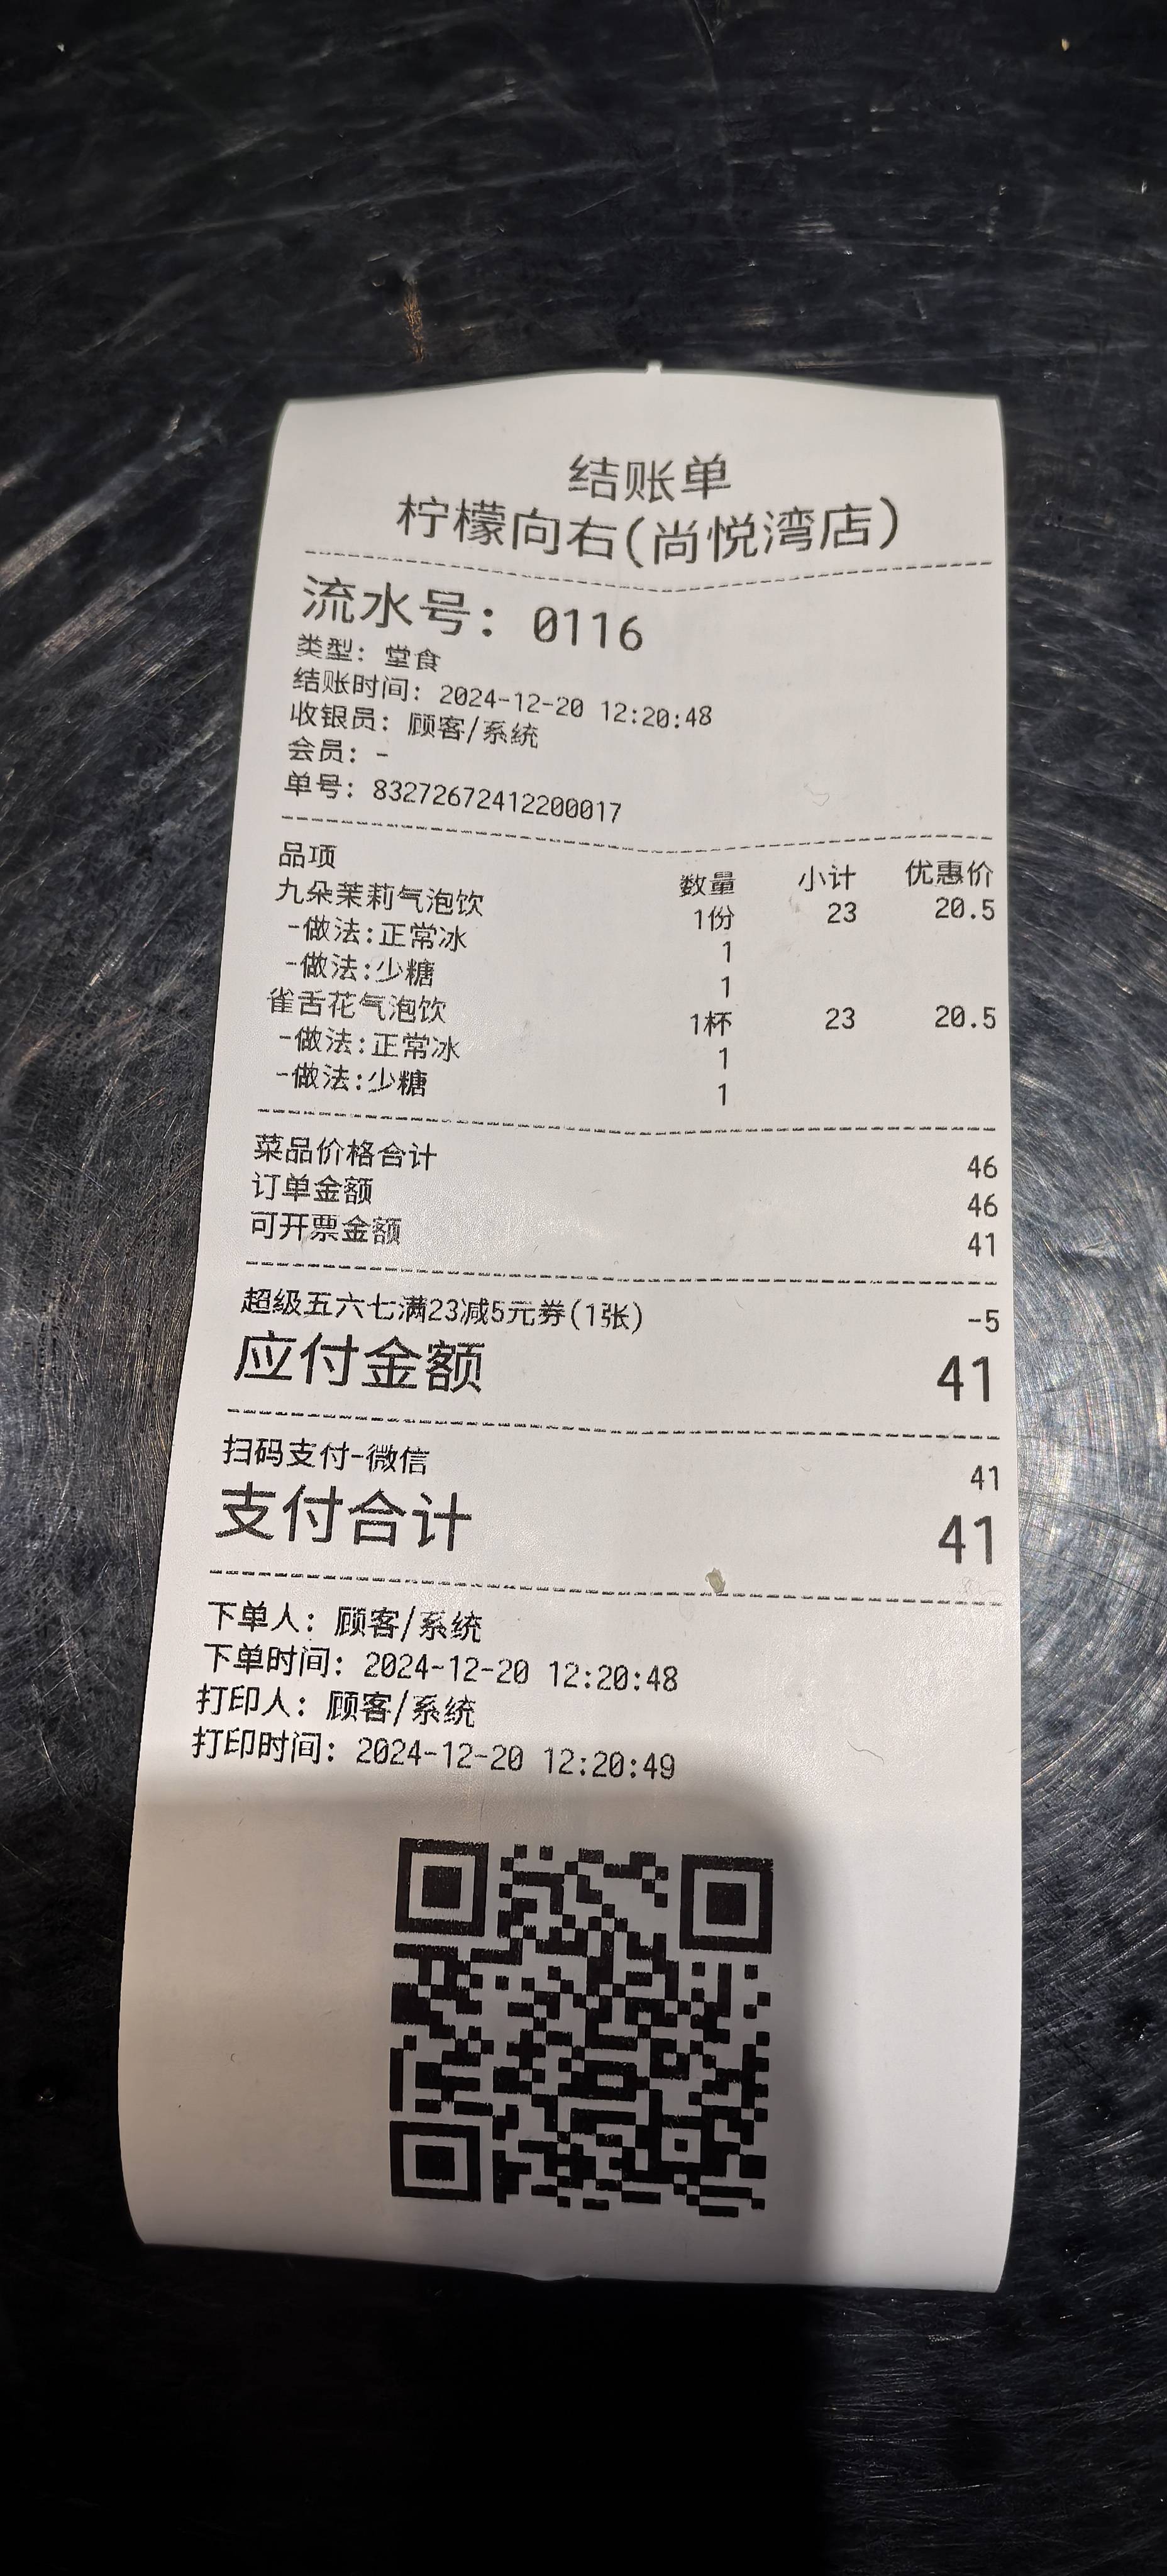 结账单
柠檬向右(尚悦湾店)
流水号: 0116
类型: 堂食
结账时间: 2024-12-20 12:20:48
收银员: 顾客/系统
会员: -
单号: 83272672412200017
品项 数量 小计 优惠价
九朵茉莉气泡饮 1份 23 20.5
-做法:正常冰 1
-做法:少糖 1
雀舌花气泡饮 1杯 23 20.5
-做法:正常冰 1
-做法:少糖 1
菜品价格合计 46
订单金额 46
可开票金额 41
超级五六七满23减5元券(1张) -5
应付金额 41
扫码支付-微信 41
支付合计 41
下单人: 顾客/系统
下单时间: 2024-12-20 12:20:48
打印人: 顾客/系统
打印时间: 2024-12-20 12:20:49